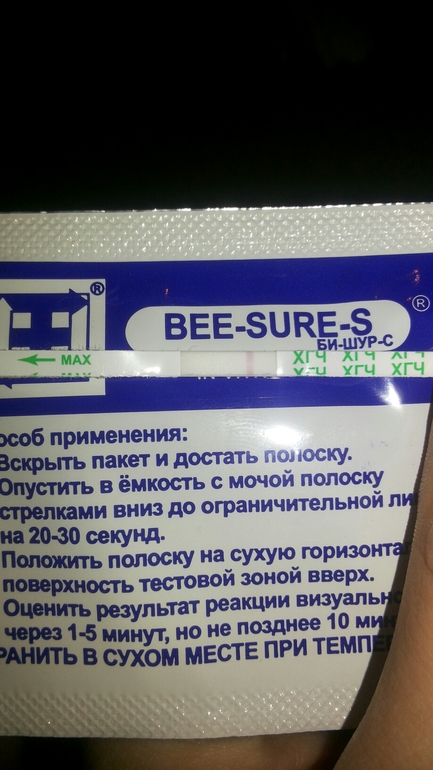 ®
BEE-SURE-S ®
БИ-ШУР-С
MAX ХГЧ ХГЧ ХГЧ
ХГЧ ХГЧ ХГЧ
особ применения:
Вскрыть пакет и достать полоску.
Опустить в ёмкость с мочой полоску
стрелками вниз до ограничительной ли
на 20-30 секунд.
Положить полоску на сухую горизонта
поверхность тестовой зоной вверх.
Оценить результат реакции визуально
через 1-5 минут, но не позднее 10 мин
РАНИТЬ В СУХОМ МЕСТЕ ПРИ ТЕМПЕ